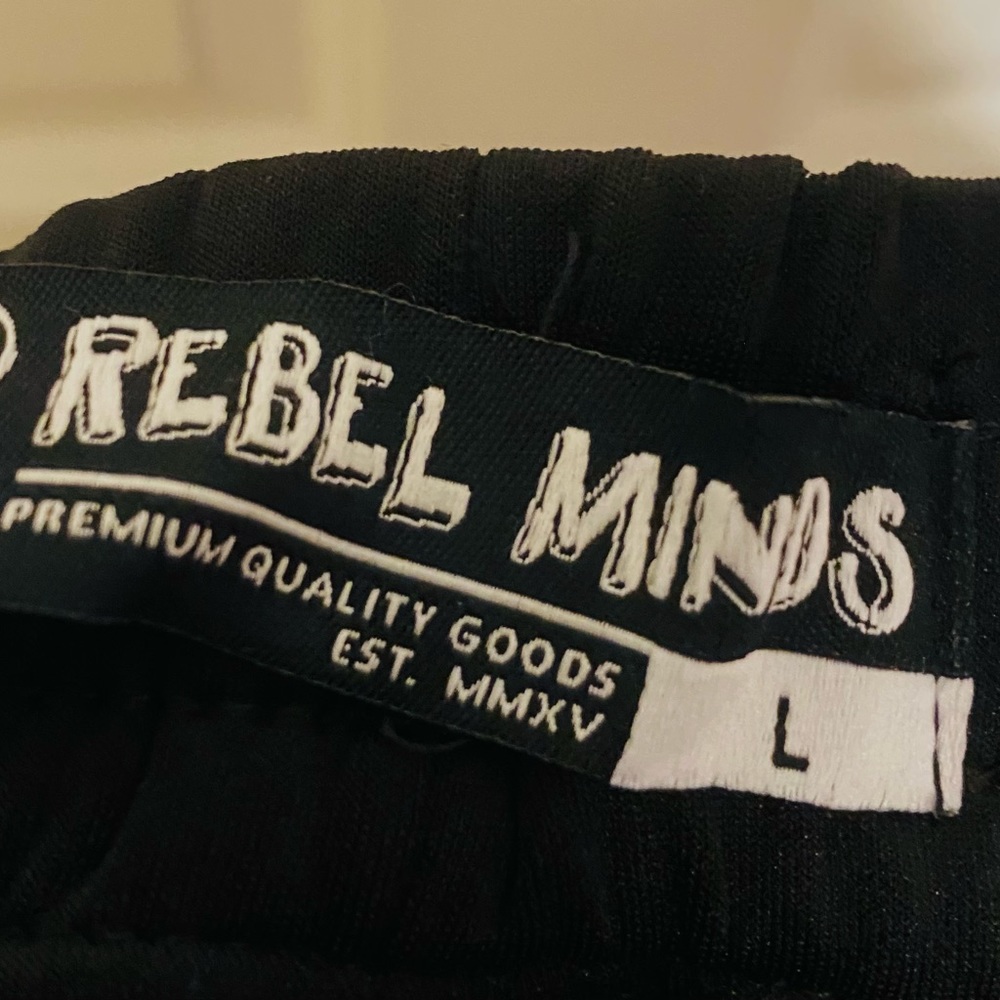 REBEL MINDS
PREMIUM QUALITY GOODS
EST. MMXV
L